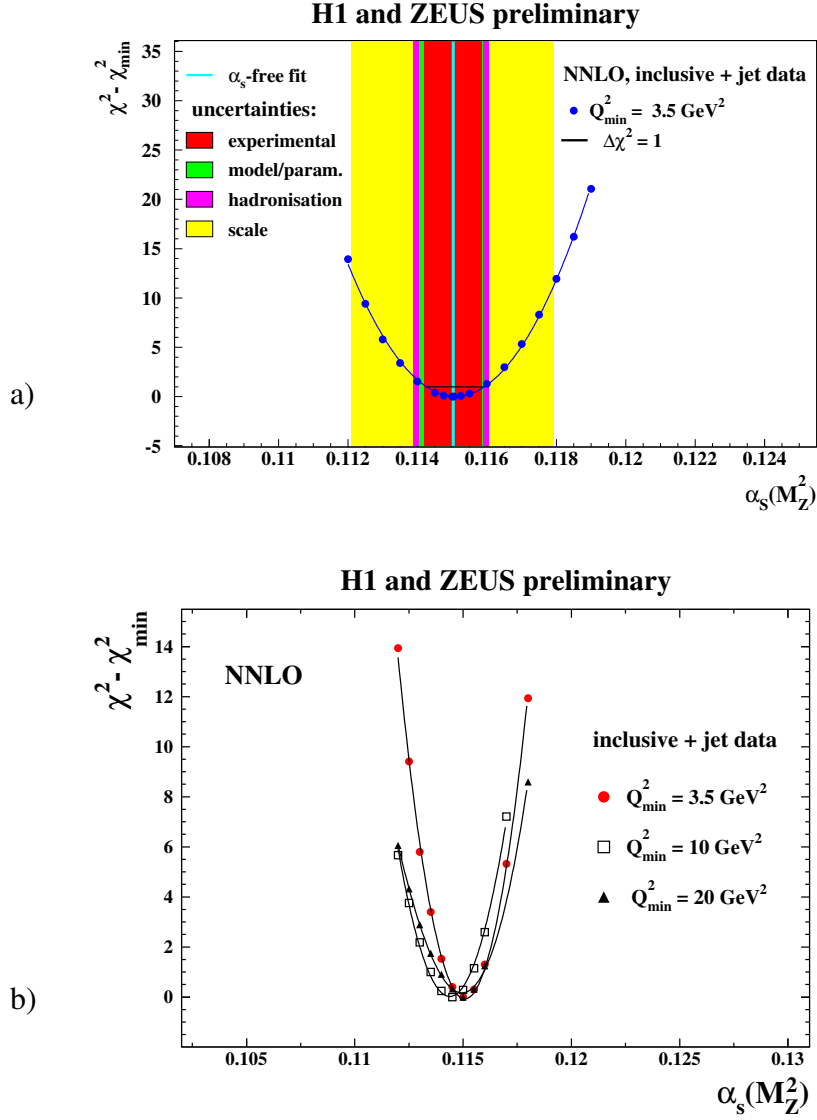 H1 and ZEUS preliminary
χ² - χ²min
35
30
25
20
15
10
5
0
-5
αs-free fit
uncertainties:
experimental
model/param.
hadronisation
scale
NNLO, inclusive + jet data
Q²min = 3.5 GeV²
Δχ² = 1
a)
0.108 0.11 0.112 0.114 0.116 0.118 0.12 0.122 0.124
αs(M²Z)
H1 and ZEUS preliminary
χ² - χ²min
14
12
10
8
6
4
2
0
NNLO
inclusive + jet data
Q²min = 3.5 GeV²
Q²min = 10 GeV²
Q²min = 20 GeV²
b)
0.105 0.11 0.115 0.12 0.125 0.13
αs(M²Z)